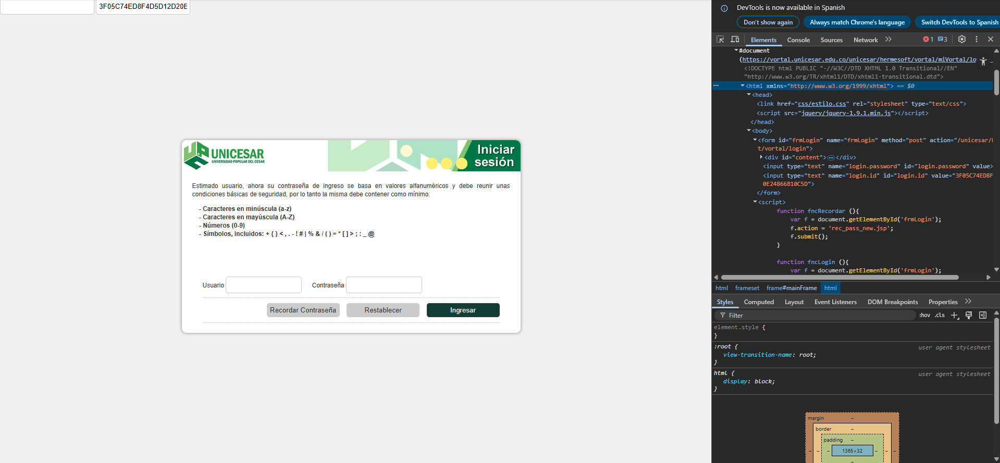 3F05C74ED8F4D5D12D20E
UNICESAR
UNIVERSIDAD POPULAR DEL CESAR
Iniciar
sesión
Estimado usuario, ahora su contraseña de ingreso se basa en valores alfanuméricos y debe reunir unas
condiciones básicas de seguridad, por lo tanto la misma debe contener como mínimo:
- Caracteres en minúscula (a-z)
- Caracteres en mayúscula (A-Z)
- Números (0-9)
- Símbolos, incluidos: + { } < , . - ! # | % & / ( ) = * [ ] > ; : _ @
Usuario
Contraseña
Recordar Contraseña
Restablecer
Ingresar
DevTools is now available in Spanish
Don't show again
Always match Chrome's language
Switch DevTools to Spanish
Elements Console Sources Network
1 3
#document
(https://vortal.unicesar.edu.co/unicesar/hermesoft/vortal/miVortal/lo
<!DOCTYPE html PUBLIC "-//W3C//DTD XHTML 1.0 Transitional//EN"
"http://www.w3.org/TR/xhtml1/DTD/xhtml1-transitional.dtd">
<html xmlns="http://www.w3.org/1999/xhtml"> == $0
<head>
<link href="css/estilo.css" rel="stylesheet" type="text/css">
<script src="jquery/jquery-1.9.1.min.js"></script>
</head>
<body>
<form id="frmLogin" name="frmLogin" method="post" action="/unicesar/
t/vortal/login">
<div id="content"> </div>
<input type="text" name="login.password" id="login.password" value>
<input type="text" name="login.id" id="login.id" value="3F05C74ED8F
0E24866B10C5D">
</form>
<script>
function fncRecordar (){
var f = document.getElementById('frmLogin');
f.action = 'rec_pass_new.jsp';
f.submit();
}
function fncLogin (){
var f = document.getElementById('frmLogin');
html frameset frame#mainFrame html
Styles Computed Layout Event Listeners DOM Breakpoints Properties
Filter
:hov .cls
element.style {
}
:root {
user agent stylesheet
view-transition-name: root;
}
html {
user agent stylesheet
display: block;
}
margin
border
padding
1365×32